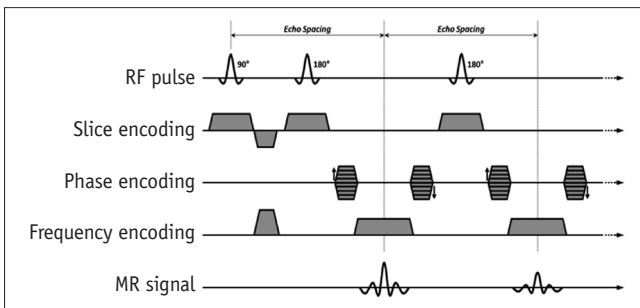 Echo Spacing Echo Spacing
RF pulse 90° 180° 180°
Slice encoding
Phase encoding
Frequency encoding
MR signal